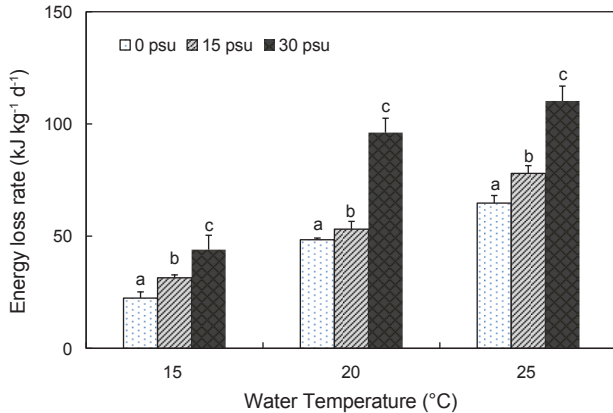 150
0 psu 15 psu 30 psu
c
c
100
b
a
b
a
50
c
b
a
0
15 20 25
Water Temperature (°C)
Energy loss rate (kJ kg⁻¹ d⁻¹)